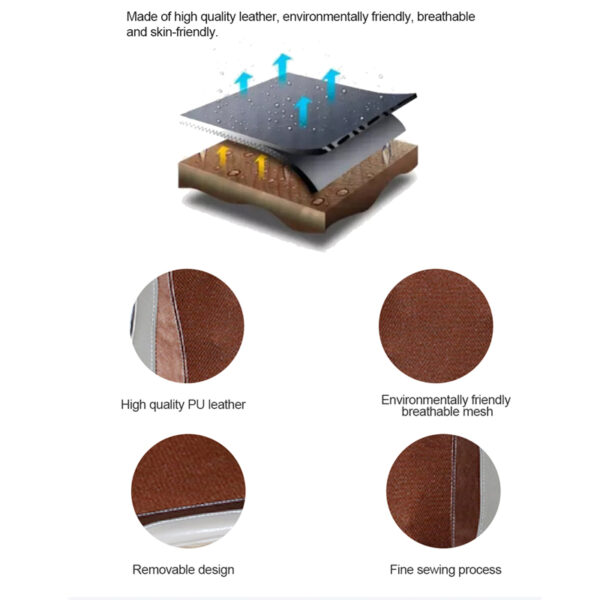 Made of high quality leather, environmentally friendly, breathable
and skin-friendly.
High quality PU leather
Environmentally friendly
breathable mesh
Removable design
Fine sewing process